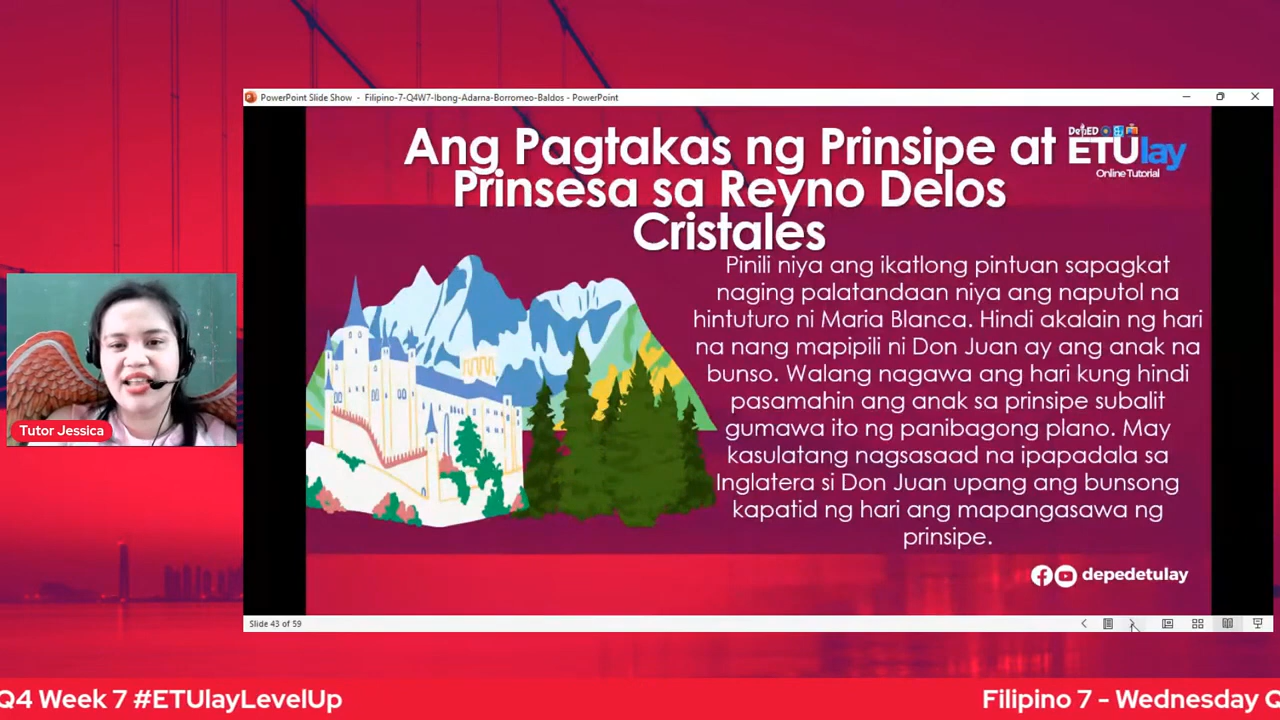 PowerPoint Slide Show - Filipino-7-Q4W7-Ibong-Adarna-Borromeo-Baldos - PowerPoint
Ang Pagtakas ng Prinsipe at
Prinsesa sa Reyno Delos
Cristales
DepED
ETUlay
Online Tutorial
Pinili niya ang ikatlong pintuan sapagkat
naging palatandaan niya ang naputol na
hintuturo ni Maria Blanca. Hindi akalain ng hari
na nang mapipili ni Don Juan ay ang anak na
bunso. Walang nagawa ang hari kung hindi
pasamahin ang anak sa prinsipe subalit
gumawa ito ng panibagong plano. May
kasulatang nagsasaad na ipapadala sa
Inglatera si Don Juan upang ang bunsong
kapatid ng hari ang mapangasawa ng
prinsipe.
depedetulay
Tutor Jessica
Slide 43 of 59
Q4 Week 7 #ETUlayLevelUp
Filipino 7 - Wednesday Q